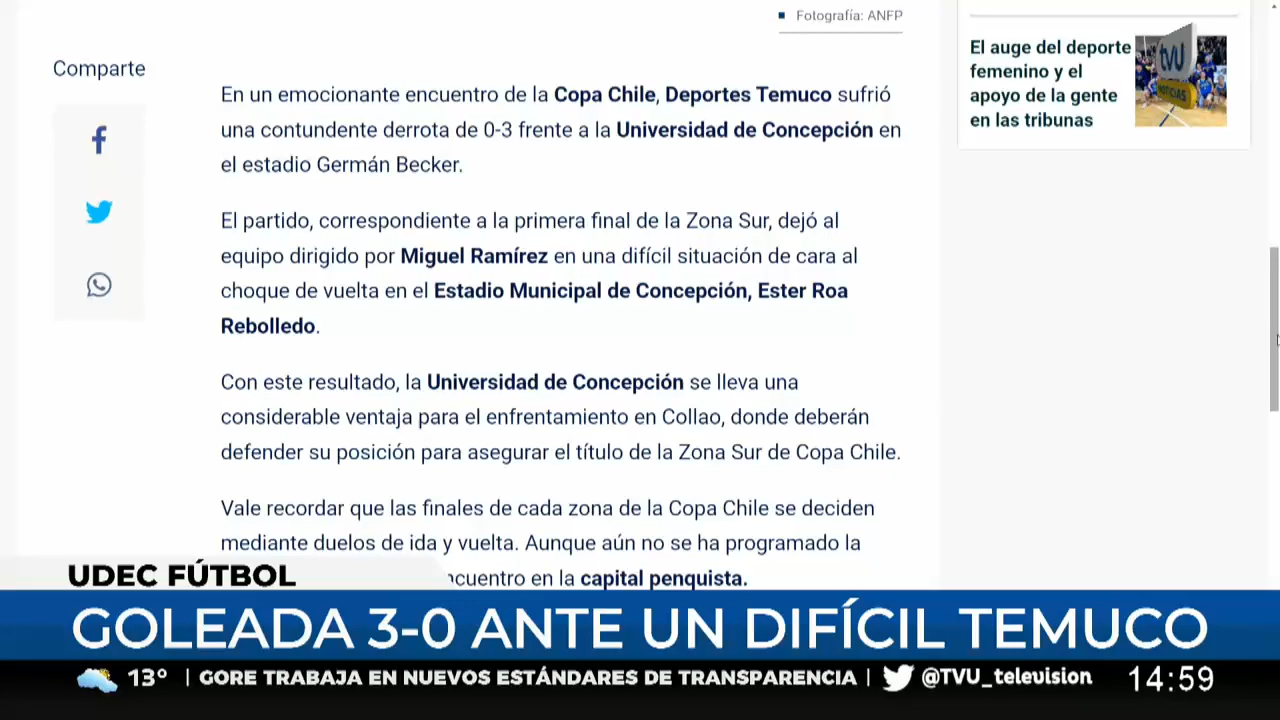 Fotografía: ANFP
Comparte
En un emocionante encuentro de la Copa Chile, Deportes Temuco sufrió
una contundente derrota de 0-3 frente a la Universidad de Concepción en
el estadio Germán Becker.
El partido, correspondiente a la primera final de la Zona Sur, dejó al
equipo dirigido por Miguel Ramírez en una difícil situación de cara al
choque de vuelta en el Estadio Municipal de Concepción, Ester Roa
Rebolledo.
Con este resultado, la Universidad de Concepción se lleva una
considerable ventaja para el enfrentamiento en Collao, donde deberán
defender su posición para asegurar el título de la Zona Sur de Copa Chile.
Vale recordar que las finales de cada zona de la Copa Chile se deciden
mediante duelos de ida y vuelta. Aunque aún no se ha programado la
ncuentro en la capital penquista.
El auge del deporte
femenino y el
apoyo de la gente
en las tribunas
tvU
NOTICIAS
UDEC FÚTBOL
GOLEADA 3-0 ANTE UN DIFÍCIL TEMUCO
13° | GORE TRABAJA EN NUEVOS ESTÁNDARES DE TRANSPARENCIA | @TVU_television 14:59